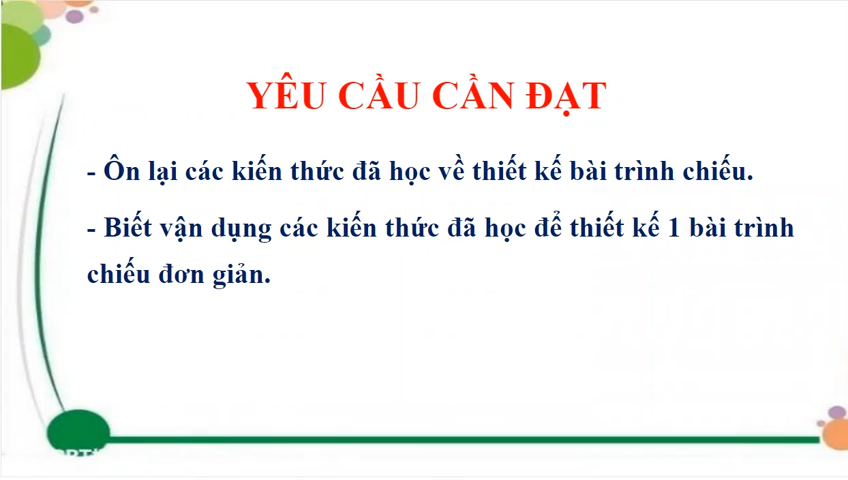 YÊU CẦU CẦN ĐẠT
- Ôn lại các kiến thức đã học về thiết kế bài trình chiếu.
- Biết vận dụng các kiến thức đã học để thiết kế 1 bài trình
chiếu đơn giản.